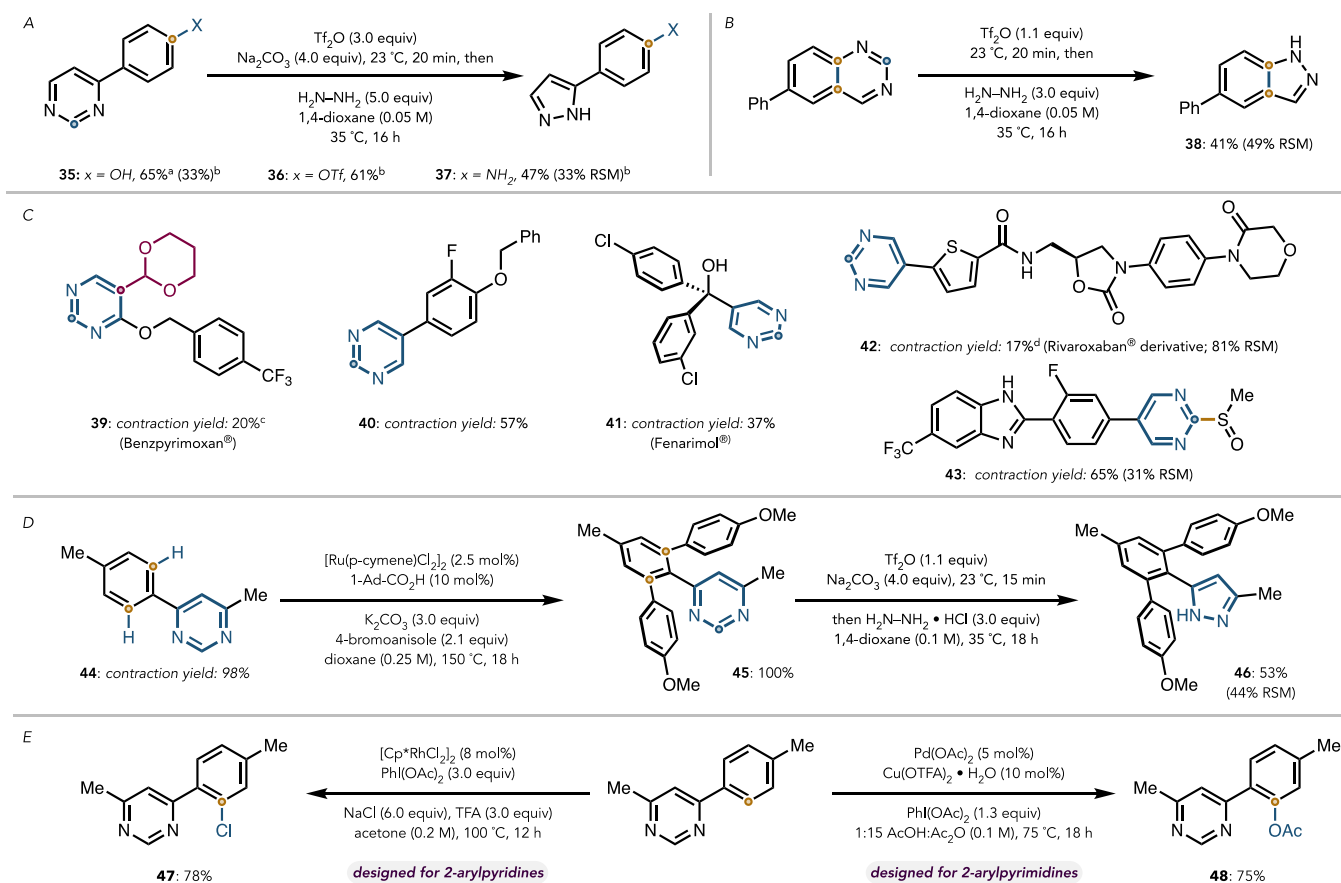 A
X
N
N
Tf2O (3.0 equiv)
Na2CO3 (4.0 equiv), 23 ˚C, 20 min, then
H2N–NH2 (5.0 equiv)
1,4-dioxane (0.05 M)
35 ˚C, 16 h
X
N
NH
35: x = OH, 65%a (33%)b
36: x = OTf, 61%b
37: x = NH2, 47% (33% RSM)b
B
N
N
Ph
Tf2O (1.1 equiv)
23 ˚C, 20 min, then
H2N–NH2 (3.0 equiv)
1,4-dioxane (0.05 M)
35 ˚C, 16 h
H
N
N
Ph
38: 41% (49% RSM)
C
O
O
N
N
O
CF3
39: contraction yield: 20%c
(Benzpyrimoxan®)
Ph
F
O
N
N
40: contraction yield: 57%
Cl
OH
N
N
Cl
41: contraction yield: 37%
(Fenarimol®)
N
N
S
O
N
H
O
O
N
N
O
O
42: contraction yield: 17%d (Rivaroxaban® derivative; 81% RSM)
H
N
N
F3C
F
N
N
S
Me
O
43: contraction yield: 65% (31% RSM)
D
Me
H
H
N
N
Me
44: contraction yield: 98%
[Ru(p-cymene)Cl2]2 (2.5 mol%)
1-Ad-CO2H (10 mol%)
K2CO3 (3.0 equiv)
4-bromoanisole (2.1 equiv)
dioxane (0.25 M), 150 ˚C, 18 h
Me
OMe
Me
N
N
OMe
45: 100%
Tf2O (1.1 equiv)
Na2CO3 (4.0 equiv), 23 ˚C, 15 min
then H2N–NH2 • HCl (3.0 equiv)
1,4-dioxane (0.1 M), 35 ˚C, 18 h
Me
OMe
Me
HN
N
OMe
46: 53%
(44% RSM)
E
Me
Me
N
N
Cl
47: 78%
[Cp*RhCl2]2 (8 mol%)
PhI(OAc)2 (3.0 equiv)
NaCl (6.0 equiv), TFA (3.0 equiv)
acetone (0.2 M), 100 ˚C, 12 h
designed for 2-arylpyridines
Me
Me
N
N
Pd(OAc)2 (5 mol%)
Cu(OTFA)2 • H2O (10 mol%)
PhI(OAc)2 (1.3 equiv)
1:15 AcOH:Ac2O (0.1 M), 75 ˚C, 18 h
designed for 2-arylpyrimidies
Me
Me
N
N
OAc
48: 75%